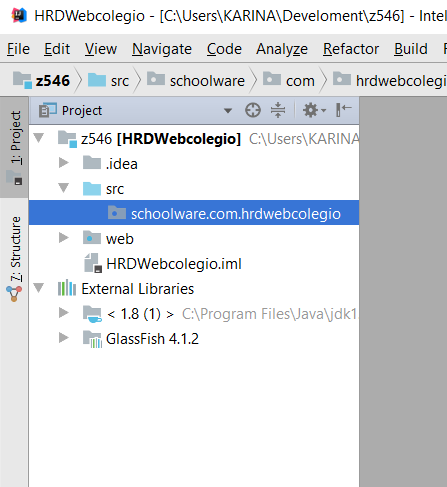 HRDWebcolegio - [C:\Users\KARINA\Develoment\z546] - Intel
File Edit View Navigate Code Analyze Refactor Build
z546 src schoolware com hrdwebcolegi
1: Project
Project
z546 [HRDWebcolegio] C:\Users\KARINA
.idea
src
schoolware.com.hrdwebcolegio
web
HRDWebcolegio.iml
External Libraries
< 1.8 (1) > C:\Program Files\Java\jdk1
GlassFish 4.1.2
7: Structure